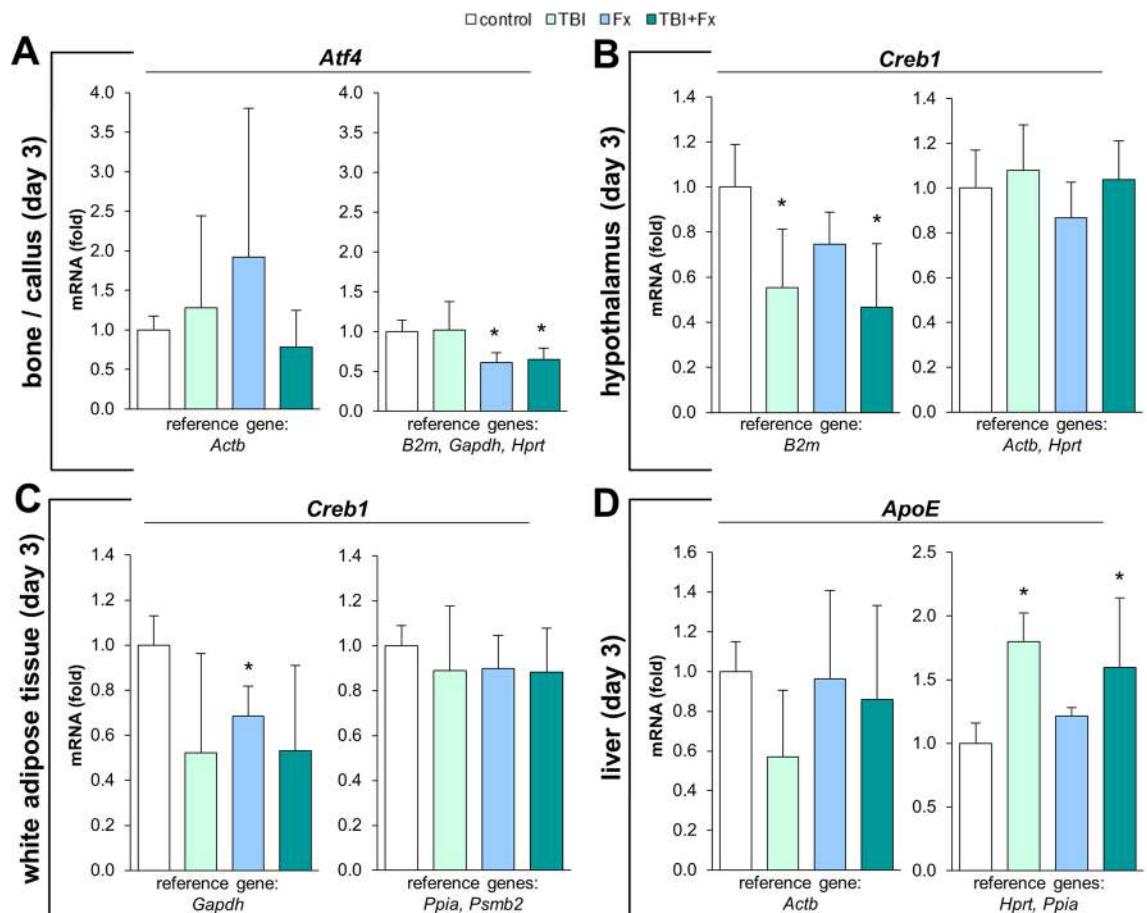 control TBI Fx TBI+Fx
A
Atf4
bone / callus (day 3)
mRNA (fold)
4.0
3.5
3.0
2.5
2.0
1.5
1.0
0.5
0.0
reference gene:
Actb
4.0
3.5
3.0
2.5
2.0
1.5
1.0
0.5
0.0
* *
reference genes:
B2m, Gapdh, Hprt
B
Creb1
hypothalamus (day 3)
mRNA (fold)
1.4
1.2
1.0
0.8
0.6
0.4
0.2
0.0
* *
reference gene:
B2m
1.4
1.2
1.0
0.8
0.6
0.4
0.2
0.0
reference genes:
Actb, Hprt
C
Creb1
white adipose tissue (day 3)
mRNA (fold)
1.4
1.2
1.0
0.8
0.6
0.4
0.2
0.0
*
reference gene:
Gapdh
1.4
1.2
1.0
0.8
0.6
0.4
0.2
0.0
reference genes:
Ppia, Psmb2
D
ApoE
liver (day 3)
mRNA (fold)
1.6
1.4
1.2
1.0
0.8
0.6
0.4
0.2
0.0
reference gene:
Actb
2.5
2.0
1.5
1.0
0.5
0.0
* *
reference genes:
Hprt, Ppia